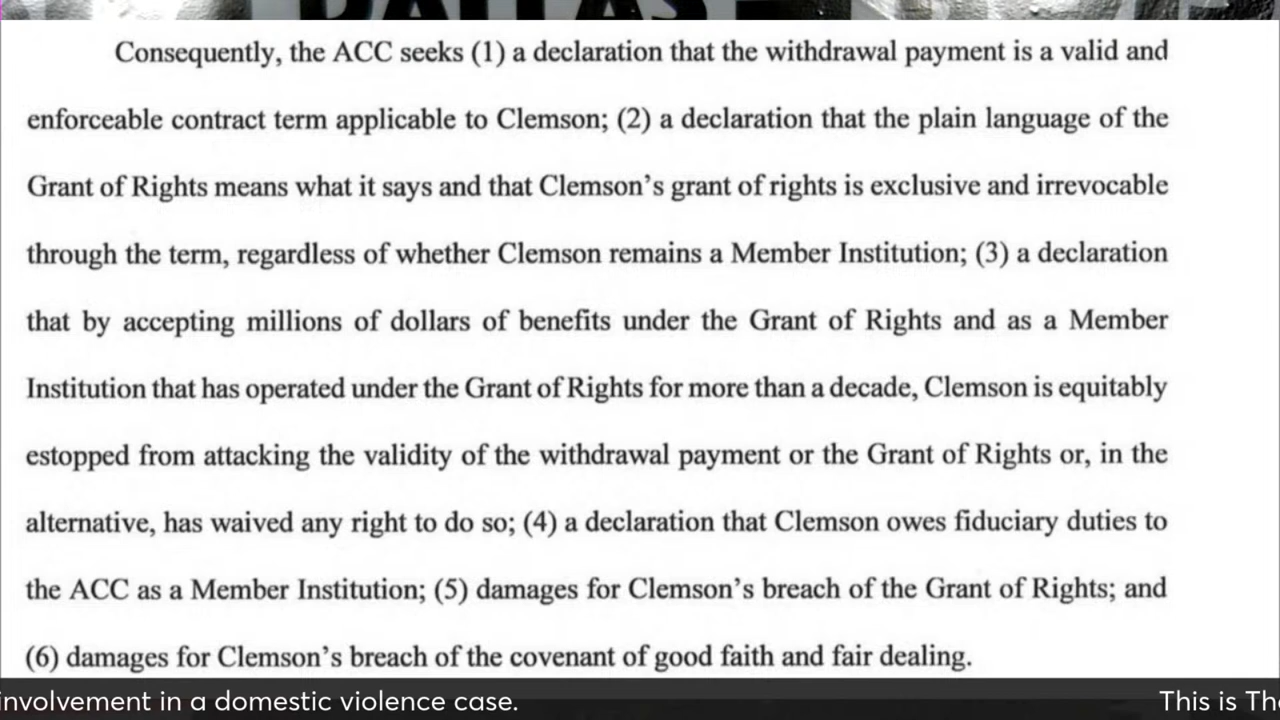 DALLAS
Consequently, the ACC seeks (1) a declaration that the withdrawal payment is a valid and
enforceable contract term applicable to Clemson; (2) a declaration that the plain language of the
Grant of Rights means what it says and that Clemson’s grant of rights is exclusive and irrevocable
through the term, regardless of whether Clemson remains a Member Institution; (3) a declaration
that by accepting millions of dollars of benefits under the Grant of Rights and as a Member
Institution that has operated under the Grant of Rights for more than a decade, Clemson is equitably
estopped from attacking the validity of the withdrawal payment or the Grant of Rights or, in the
alternative, has waived any right to do so; (4) a declaration that Clemson owes fiduciary duties to
the ACC as a Member Institution; (5) damages for Clemson’s breach of the Grant of Rights; and
(6) damages for Clemson’s breach of the covenant of good faith and fair dealing.
involvement in a domestic violence case. This is